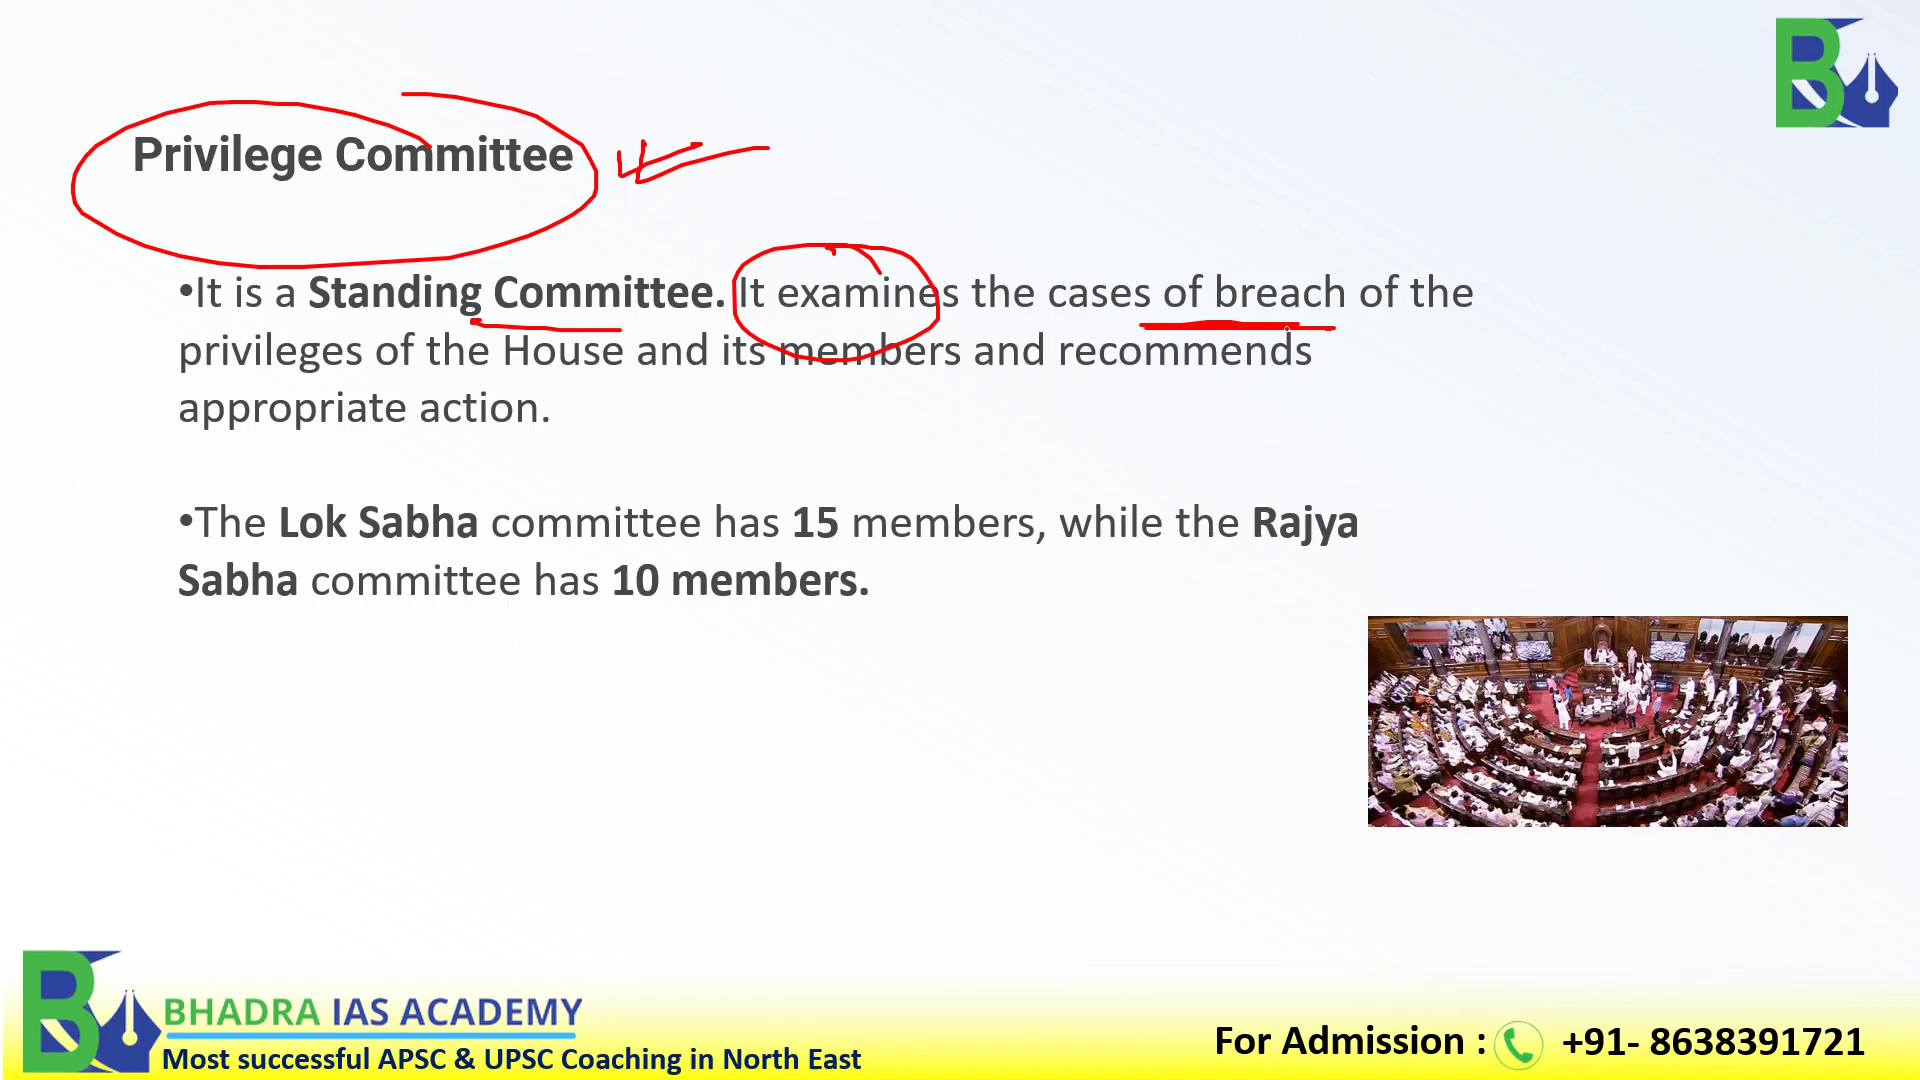 Privilege Committee
•It is a Standing Committee. It examines the cases of breach of the
privileges of the House and its members and recommends
appropriate action.
•The Lok Sabha committee has 15 members, while the Rajya
Sabha committee has 10 members.
BHADRA IAS ACADEMY
Most successful APSC & UPSC Coaching in North East
For Admission : +91- 8638391721